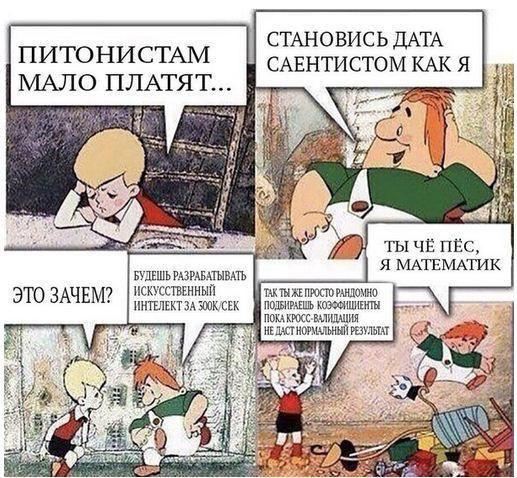 ПИТОНИСТАМ
МАЛО ПЛАТЯТ...
СТАНОВИСЬ ДАТА
САЕНТИСТОМ КАК Я
ЭТО ЗАЧЕМ?
БУДЕШЬ РАЗРАБАТЫВАТЬ
ИСКУССТВЕННЫЙ
ИНТЕЛЕКТ ЗА 300К/СЕК
ТАК ТЫ ЖЕ ПРОСТО РАНДОМНО
ПОДБИРАЕШЬ КОЭФФИЦИЕНТЫ
ПОКА КРОСС-ВАЛИДАЦИЯ
НЕ ДАСТ НОРМАЛЬНЫЙ РЕЗУЛЬТАТ
ТЫ ЧЁ ПЁС,
Я МАТЕМАТИК